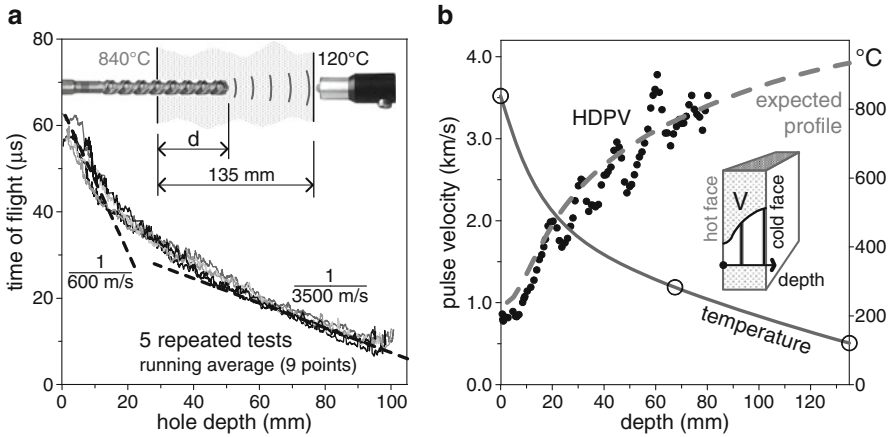 a
80
60
40
20
0
time of flight (μs)
0 20 40 60 80 100
hole depth (mm)
840°C
120°C
d
135 mm
1
600 m/s
1
3500 m/s
5 repeated tests
running average (9 points)
b
4.0
3.0
2.0
1.0
0.0
pulse velocity (km/s)
0 20 40 60 80 100 120
depth (mm)
°C
800
600
400
200
0
HDPV
expected
profile
temperature
hot face
V
cold face
depth